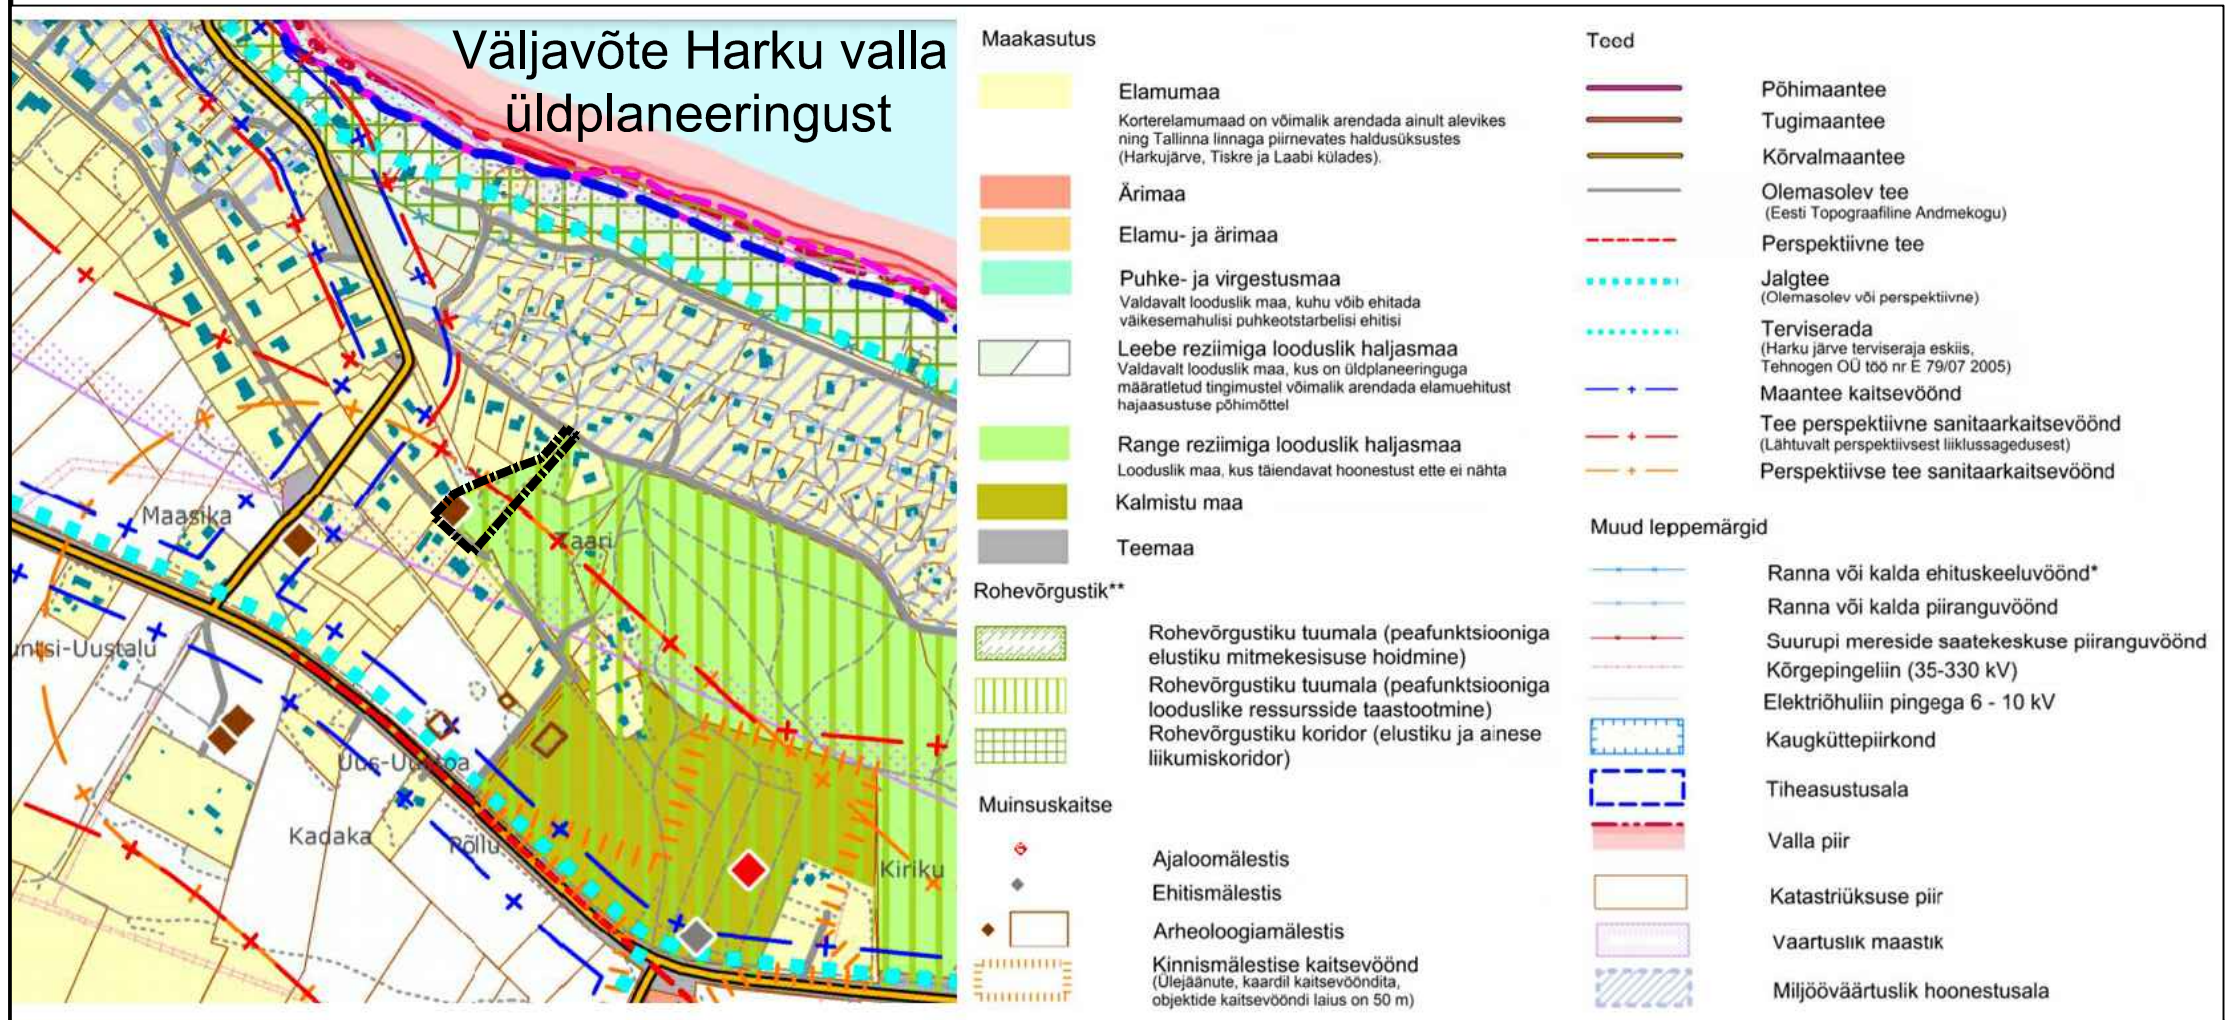 Väljavõte Harku valla
üldplaneeringust
Maasika
Kaari
Uus-Uustoa
Kadaka
Põllu
Kiriku
Maakasutus
Elamumaa
Korterelamumaad on võimalik arendada ainult alevikes
ning Tallinna linnaga piirnevates haldusüksustes
(Harkujärve, Tiskre ja Laabi külades).
Ärimaa
Elamu- ja ärimaa
Puhke- ja virgestusmaa
Valdavalt looduslik maa, kuhu võib ehitada
väikesemahulisi puhkeotstarbelisi ehitisi
Leebe reziimiga looduslik haljasmaa
Valdavalt looduslik maa, kus on üldplaneeringuga
määratletud tingimustel võimalik arendada elamuehitust
hajaasustuse põhimõttel
Range reziimiga looduslik haljasmaa
Looduslik maa, kus täiendavat hoonestust ette ei nähta
Kalmistu maa
Teemaa
Rohevõrgustik**
Rohevõrgustiku tuumala (peafunktsiooniga
elustiku mitmekesisuse hoidmine)
Rohevõrgustiku tuumala (peafunktsiooniga
looduslike ressursside taastootmine)
Rohevõrgustiku koridor (elustiku ja ainese
liikumiskoridor)
Muinsuskaitse
Ajaloomälestis
Ehitismälestis
Arheoloogiamälestis
Kinnismälestise kaitsevöönd
(Ülejäänute, kaardil kaitsevööndita,
objektide kaitsevööndi laius on 50 m)
Teed
Põhimaantee
Tugimaantee
Kõrvalmaantee
Olemasolev tee
(Eesti Topograafiline Andmekogu)
Perspektiivne tee
Jalgtee
(Olemasolev või perspektiivne)
Terviserada
(Harku järve terviseraja eskiis,
Tehnogen OÜ töö nr E 79/07 2005)
Maantee kaitsevöönd
Tee perspektiivne sanitaarkaitsevöönd
(Lähtuvalt perspektiivsest liiklussagedusest)
Perspektiivse tee sanitaarkaitsevöönd
Muud leppemärgid
Ranna või kalda ehituskeeluvöönd*
Ranna või kalda piiranguvöönd
Suurupi mereside saatekeskuse piiranguvöönd
Kõrgepingeliin (35-330 kV)
Elektriõhuliin pingega 6 - 10 kV
Kaugküttepiirkond
Tiheasustusala
Valla piir
Katastriüksuse piir
Vaartuslik maastik
Miljööväärtuslik hoonestusala